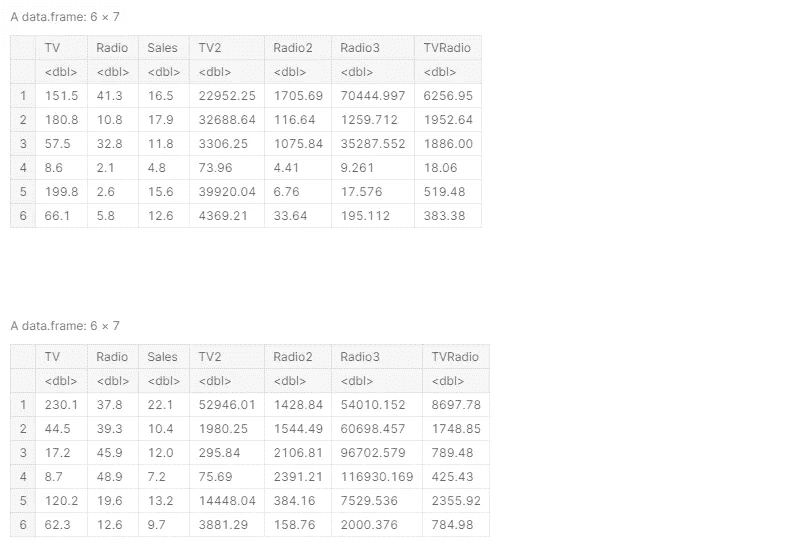 A data.frame: 6 × 7
TV Radio Sales TV2 Radio2 Radio3 TVRadio
<dbl> <dbl> <dbl> <dbl> <dbl> <dbl> <dbl>
1 151.5 41.3 16.5 22952.25 1705.69 70444.997 6256.95
2 180.8 10.8 17.9 32688.64 116.64 1259.712 1952.64
3 57.5 32.8 11.8 3306.25 1075.84 35287.552 1886.00
4 8.6 2.1 4.8 73.96 4.41 9.261 18.06
5 199.8 2.6 15.6 39920.04 6.76 17.576 519.48
6 66.1 5.8 12.6 4369.21 33.64 195.112 383.38
A data.frame: 6 × 7
TV Radio Sales TV2 Radio2 Radio3 TVRadio
<dbl> <dbl> <dbl> <dbl> <dbl> <dbl> <dbl>
1 230.1 37.8 22.1 52946.01 1428.84 54010.152 8697.78
2 44.5 39.3 10.4 1980.25 1544.49 60698.457 1748.85
3 17.2 45.9 12.0 295.84 2106.81 96702.579 789.48
4 8.7 48.9 7.2 75.69 2391.21 116930.169 425.43
5 120.2 19.6 13.2 14448.04 384.16 7529.536 2355.92
6 62.3 12.6 9.7 3881.29 158.76 2000.376 784.98